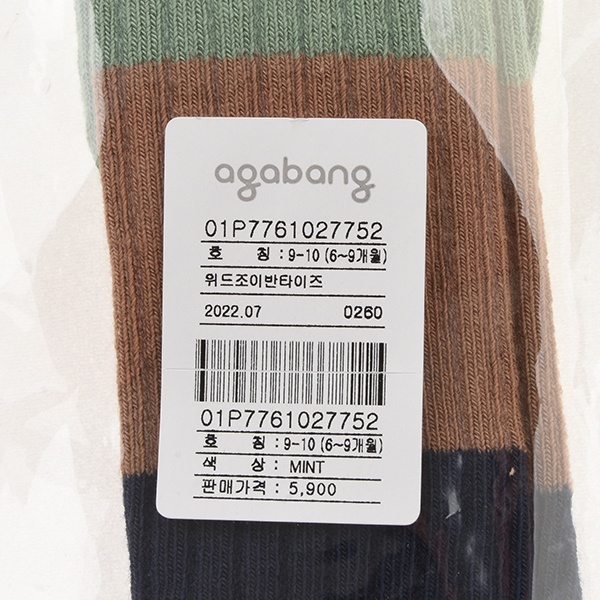 agabang
01P7761027752
호 칭 : 9-10 (6~9개월)
위드조이반타이즈
2022.07 0260
01P7761027752
호 칭 : 9-10 (6~9개월)
색 상 : MINT
판매가격 : 5,900